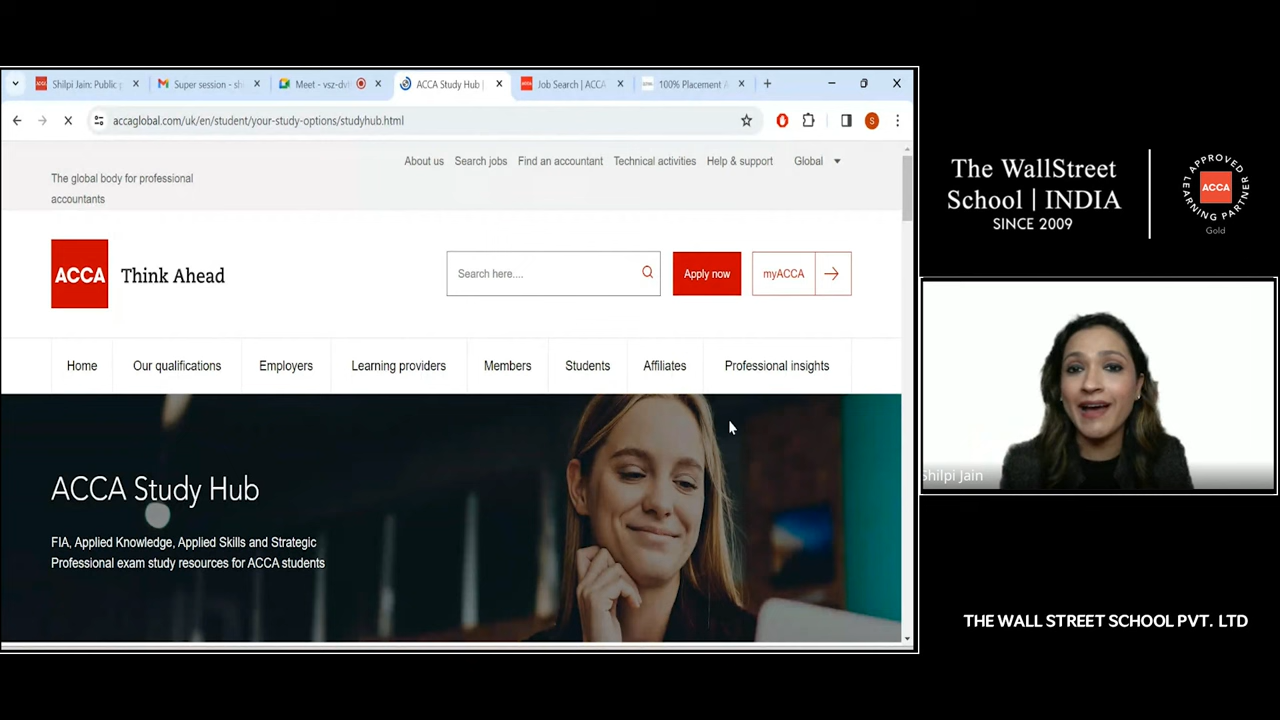 Shilpi Jain: Public
Super session - sh
Meet - vsz-dv
ACCA Study Hub |
Job Search | ACCA
100% Placement A
accaglobal.com/uk/en/student/your-study-options/studyhub.html
S
About us
Search jobs
Find an accountant
Technical activities
Help & support
Global
The global body for professional
accountants
ACCA
Think Ahead
Search here....
Apply now
myACCA
Home
Our qualifications
Employers
Learning providers
Members
Students
Affiliates
Professional insights
ACCA Study Hub
FIA, Applied Knowledge, Applied Skills and Strategic
Professional exam study resources for ACCA students
The WallStreet
School | INDIA
SINCE 2009
APPROVED
ACCA
LEARNING PARTNER
Gold
Shilpi Jain
THE WALL STREET SCHOOL PVT. LTD